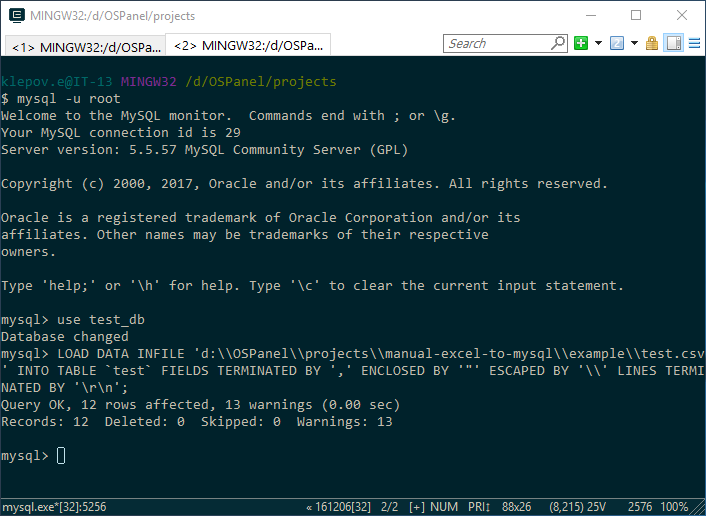 MINGW32:/d/OSPanel/projects
<1> MINGW32:/d/OSPa...
<2> MINGW32:/d/OSPa...
Search
klepov.e@IT-13 MINGW32 /d/OSPanel/projects
$ mysql -u root
Welcome to the MySQL monitor.  Commands end with ; or \g.
Your MySQL connection id is 29
Server version: 5.5.57 MySQL Community Server (GPL)
Copyright (c) 2000, 2017, Oracle and/or its affiliates. All rights reserved.
Oracle is a registered trademark of Oracle Corporation and/or its
affiliates. Other names may be trademarks of their respective
owners.
Type 'help;' or '\h' for help. Type '\c' to clear the current input statement.
mysql> use test_db
Database changed
mysql> LOAD DATA INFILE 'd:\\OSPanel\\projects\\manual-excel-to-mysql\\example\\test.csv
' INTO TABLE `test` FIELDS TERMINATED BY ',' ENCLOSED BY '"' ESCAPED BY '\\' LINES TERMI
NATED BY '\r\n';
Query OK, 12 rows affected, 13 warnings (0.00 sec)
Records: 12  Deleted: 0  Skipped: 0  Warnings: 13
mysql>
mysql.exe*[32]:5256 « 161206[32] 2/2 [+] NUM PRI↕ 88x26 (8,215) 25V 2576 100%